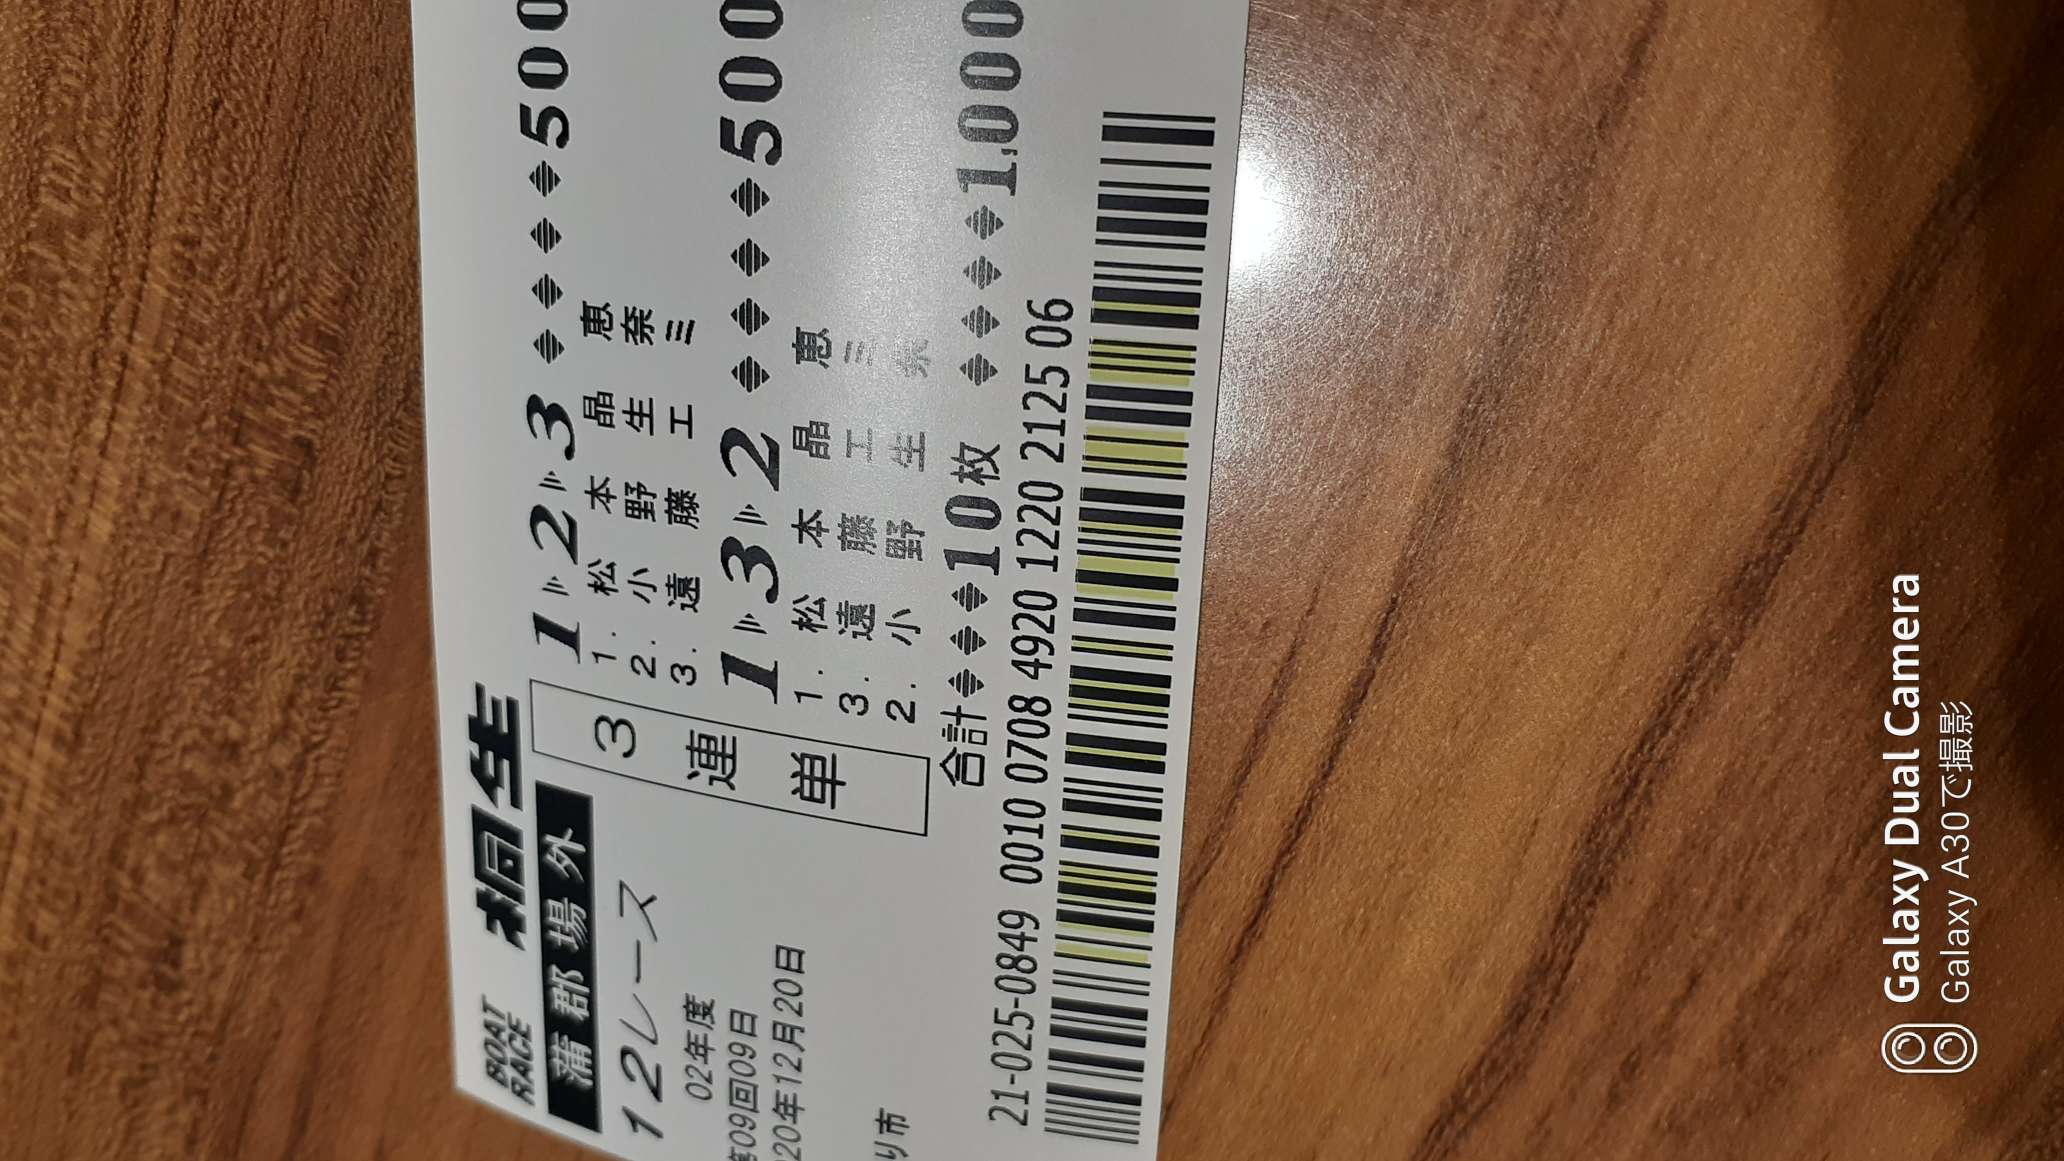 BOAT
RACE
桐生
蒲郡場外
12レース
02年度
第09回09日
020年12月20日
り市
3
連
単
1 2 3 500
1. 松本 晶恵
2. 小野 生奈
3. 遠藤 エミ
1 3 2 500
1. 松本 晶恵
3. 遠藤 エミ
2. 小野 生奈
合計 10枚 1,000
21-025-0849 0010 0708 4920 1220 2125 06
Galaxy Dual Camera
Galaxy A30で撮影